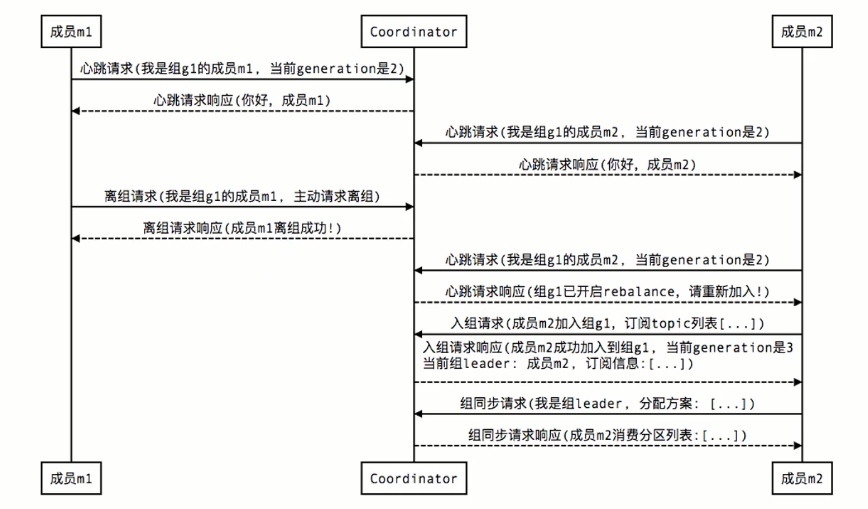 成员m1
Coordinator
成员m2
心跳请求(我是组g1的成员m1, 当前generation是2)
心跳请求响应(你好, 成员m1)
心跳请求(我是组g1的成员m2, 当前generation是2)
心跳请求响应(你好, 成员m2)
离组请求(我是组g1的成员m1, 主动请求离组)
离组请求响应(成员m1离组成功!)
心跳请求(我是组g1的成员m2, 当前generation是2)
心跳请求响应(组g1已开启rebalance, 请重新加入!)
入组请求(成员m2加入组g1, 订阅topic列表[...])
入组请求响应(成员m2成功加入到组g1, 当前generation是3
当前组leader: 成员m2, 订阅信息:[...])
组同步请求(我是组leader, 分配方案: [...])
组同步请求响应(成员m2消费分区列表:[...])
成员m1
Coordinator
成员m2